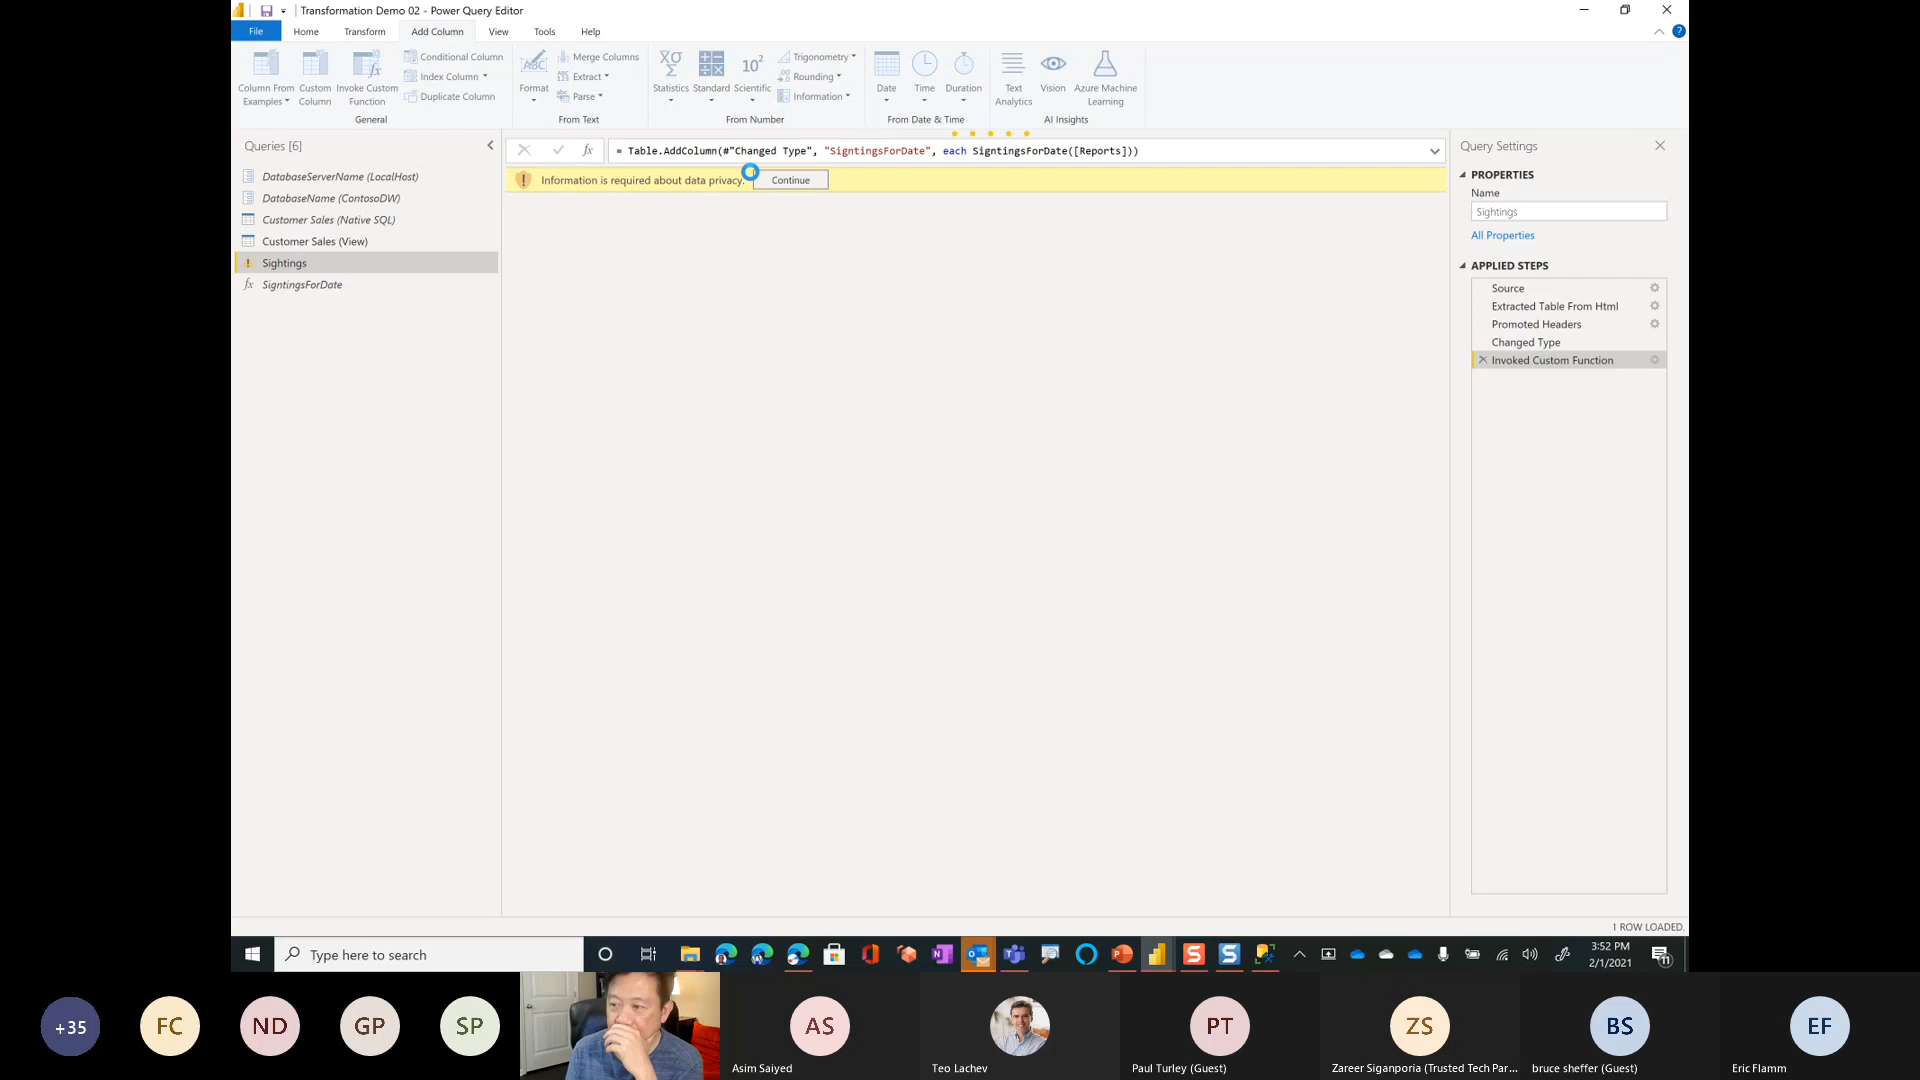 Transformation Demo 02 - Power Query Editor
File Home Transform Add Column View Tools Help
Column From Examples
Custom Column
Invoke Custom Function
Conditional Column
Index Column
Duplicate Column
General
Format
Merge Columns
Extract
Parse
From Text
Statistics
Standard
Scientific
Trigonometry
Rounding
Information
From Number
Date
Time
Duration
From Date & Time
Text Analytics
Vision
Azure Machine Learning
AI Insights
Queries [6]
DatabaseServerName (LocalHost)
DatabaseName (ContosoDW)
Customer Sales (Native SQL)
Customer Sales (View)
Sightings
SigntingsForDate
= Table.AddColumn(#"Changed Type", "SigntingsForDate", each SigntingsForDate([Reports]))
Information is required about data privacy.
Continue
Query Settings
PROPERTIES
Name
Sightings
All Properties
APPLIED STEPS
Source
Extracted Table From Html
Promoted Headers
Changed Type
Invoked Custom Function
1 ROW LOADED.
Type here to search
3:52 PM
2/1/2021
11
+35
FC
ND
GP
SP
AS
Asim Saiyed
Teo Lachev
PT
Paul Turley (Guest)
ZS
Zareer Siganporia (Trusted Tech Par...
BS
bruce sheffer (Guest)
EF
Eric Flamm